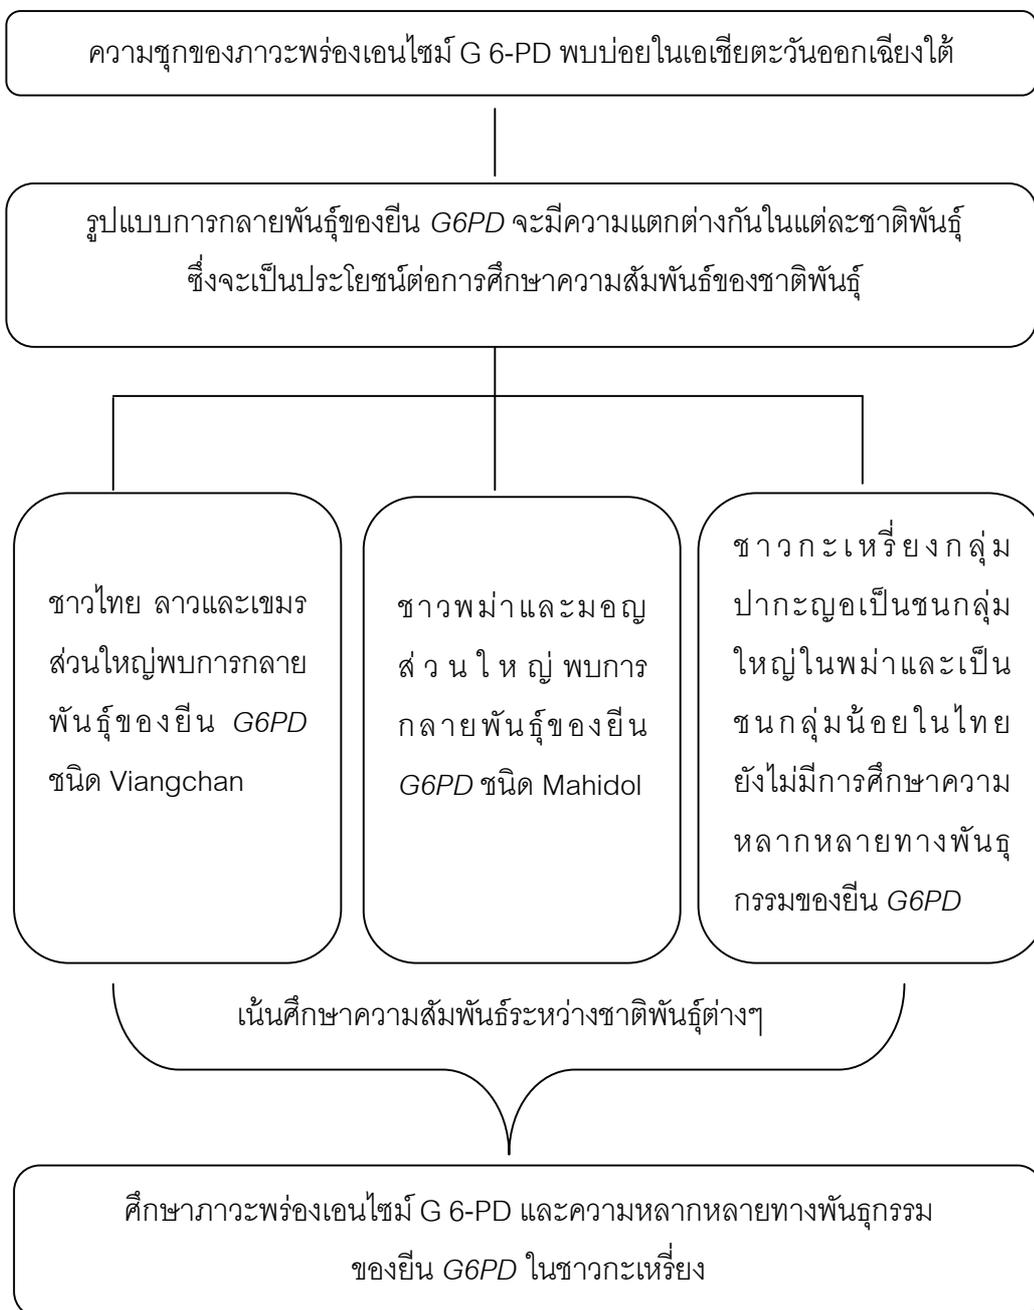 ความชุกของภาวะพร่องเอนไซม์ G 6-PD พบบ่อยในเอเชียตะวันออกเฉียงใต้
รูปแบบการกลายพันธุ์ของยีน G6PD จะมีความแตกต่างกันในแต่ละชาติพันธุ์
ซึ่งจะเป็นประโยชน์ต่อการศึกษาความสัมพันธ์ของชาติพันธุ์
ชาวไทย ลาวและเขมร
ส่วนใหญ่พบการกลาย
พันธุ์ของยีน G6PD
ชนิด Viangchan
ชาวพม่าและมอญ
ส่วนใหญ่ พบการ
กลายพันธุ์ของยีน
G6PD ชนิด Mahidol
ชาวกะเหรี่ยงกลุ่ม
ปากะญอเป็นชนกลุ่ม
ใหญ่ในพม่าและเป็น
ชนกลุ่มน้อยในไทย
ยังไม่มีการศึกษาความ
หลากหลายทางพันธุ
กรรมของยีน G6PD
เน้นศึกษาความสัมพันธ์ระหว่างชาติพันธุ์ต่างๆ
ศึกษาภาวะพร่องเอนไซม์ G 6-PD และความหลากหลายทางพันธุกรรม
ของยีน G6PD ในชาวกะเหรี่ยง